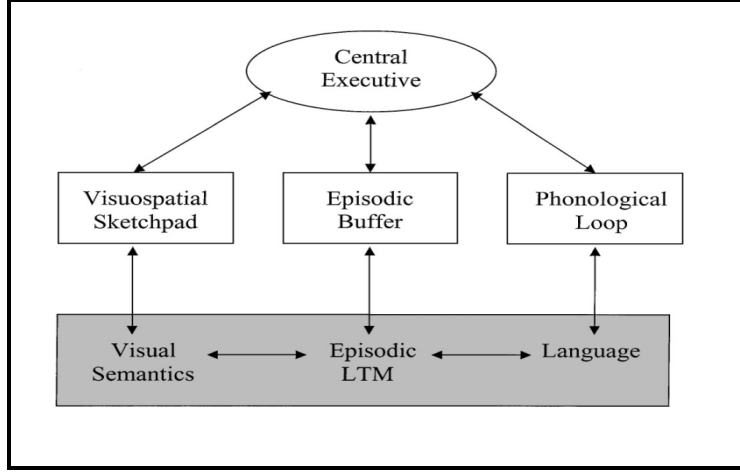 Central
Executive
Visuospatial
Sketchpad
Episodic
Buffer
Phonological
Loop
Visual
Semantics
Episodic
LTM
Language